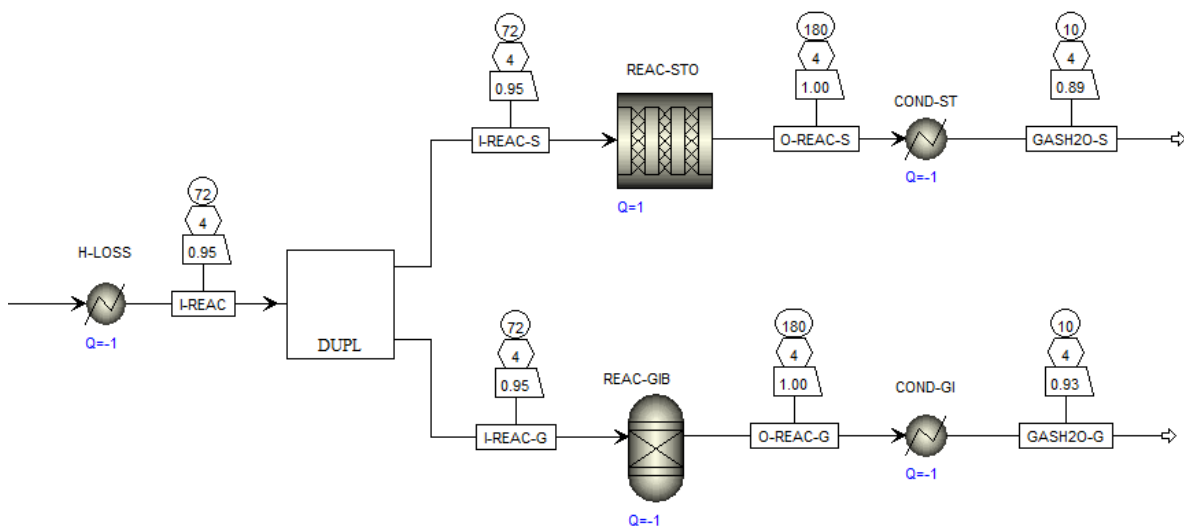 72
4
0.95
I-REAC-S
REAC-STO
Q=1
180
4
1.00
O-REAC-S
COND-ST
Q=-1
10
4
0.89
GASH2O-S
H-LOSS
Q=-1
72
4
0.95
I-REAC
DUPL
72
4
0.95
I-REAC-G
REAC-GIB
Q=-1
180
4
1.00
O-REAC-G
COND-GI
Q=-1
10
4
0.93
GASH2O-G